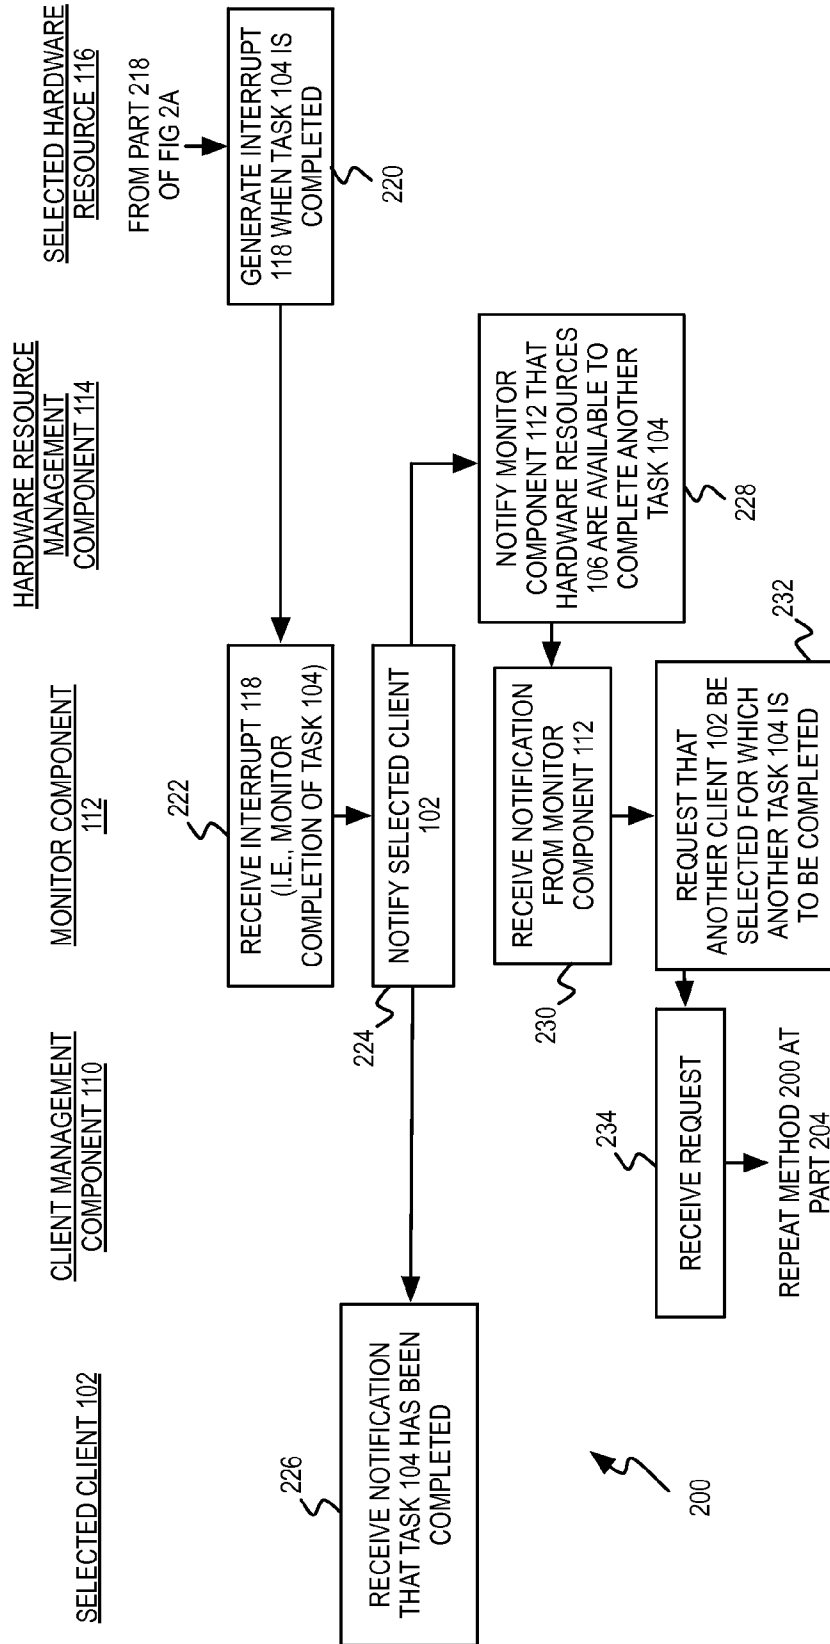 SELECTED CLIENT 102
CLIENT MANAGEMENT
COMPONENT 110
MONITOR COMPONENT
112
HARDWARE RESOURCE
MANAGEMENT
COMPONENT 114
SELECTED HARDWARE
RESOURCE 116
FROM PART 218
OF FIG 2A
GENERATE INTERRUPT
118 WHEN TASK 104 IS
COMPLETED
220
222
RECEIVE INTERRUPT 118
(I.E., MONITOR
COMPLETION OF TASK 104)
224
NOTIFY SELECTED CLIENT
102
226
RECEIVE NOTIFICATION
THAT TASK 104 HAS BEEN
COMPLETED
NOTIFY MONITOR
COMPONENT 112 THAT
HARDWARE RESOURCES
106 ARE AVAILABLE TO
COMPLETE ANOTHER
TASK 104
228
RECEIVE NOTIFICATION
FROM MONITOR
COMPONENT 112
230
232
REQUEST THAT
ANOTHER CLIENT 102 BE
SELECTED FOR WHICH
ANOTHER TASK 104 IS
TO BE COMPLETED
234
RECEIVE REQUEST
REPEAT METHOD 200 AT
PART 204
200